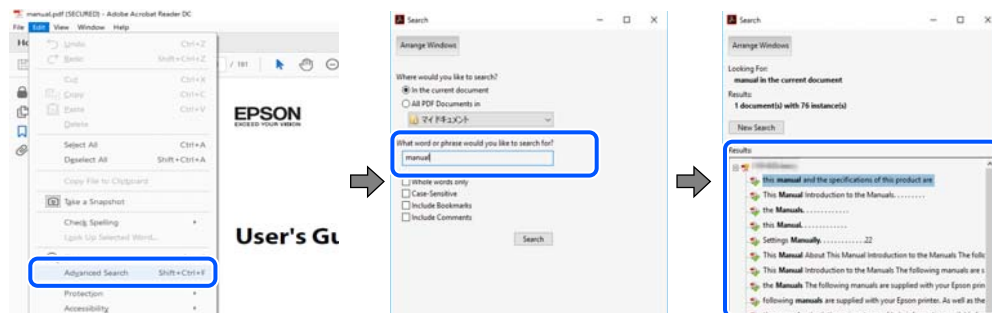 manual.pdf (SECURED) - Adobe Acrobat Reader DC
File Edit View Window Help
Undo Ctrl+Z
Redo Shift+Ctrl+Z
Cut Ctrl+X
Copy Ctrl+C
Paste Ctrl+V
Delete
Select All Ctrl+A
Deselect All Shift+Ctrl+A
Copy File to Clipboard
Take a Snapshot
Check Spelling
Look Up Selected Word...
Advanced Search Shift+Ctrl+F
Protection
Accessibility
/ 181
EPSON
EXCEED YOUR VISION
User's Gu
Search
Arrange Windows
Where would you like to search?
In the current document
All PDF Documents in
マイ ドキュメント
What word or phrase would you like to search for?
manual
Whole words only
Case-Sensitive
Include Bookmarks
Include Comments
Search
Search
Arrange Windows
Looking For:
manual in the current document
Results:
1 document(s) with 76 instance(s)
New Search
Results:
this manual and the specifications of this product are
This Manual Introduction to the Manuals. . . . . . . . .
the Manuals. . . . . . . . . . . . .
this Manual. . . . . . . . . . . . .
Settings Manually. . . . . . . . . . . . .22
This Manual About This Manual Introduction to the Manuals The follo
This Manual Introduction to the Manuals The following manuals are s
the Manuals The following manuals are supplied with your Epson prin
following manuals are supplied with your Epson printer. As well as the